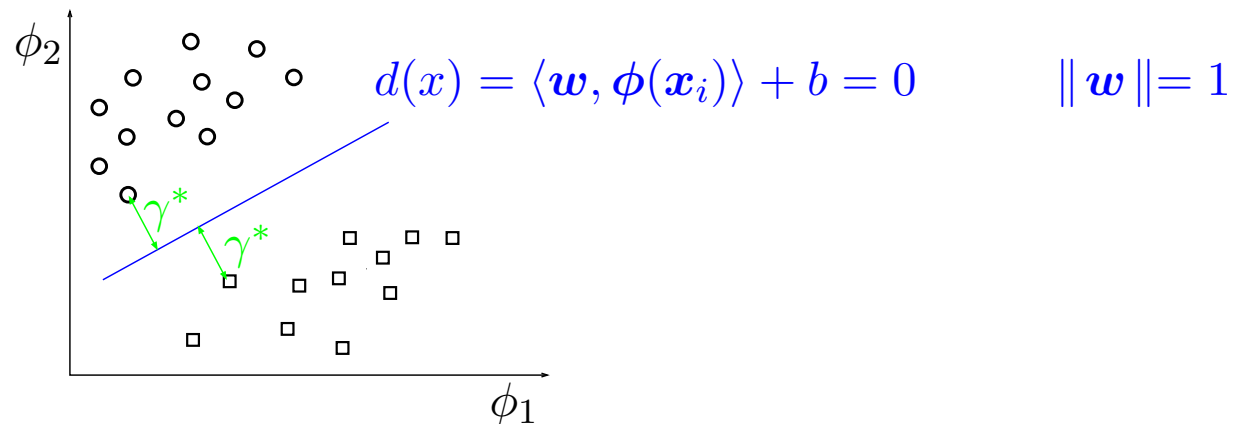 ϕ₂
d(x) = ⟨w, ϕ(xᵢ)⟩ + b = 0
∥ w ∥= 1
γ*
γ*
ϕ₁